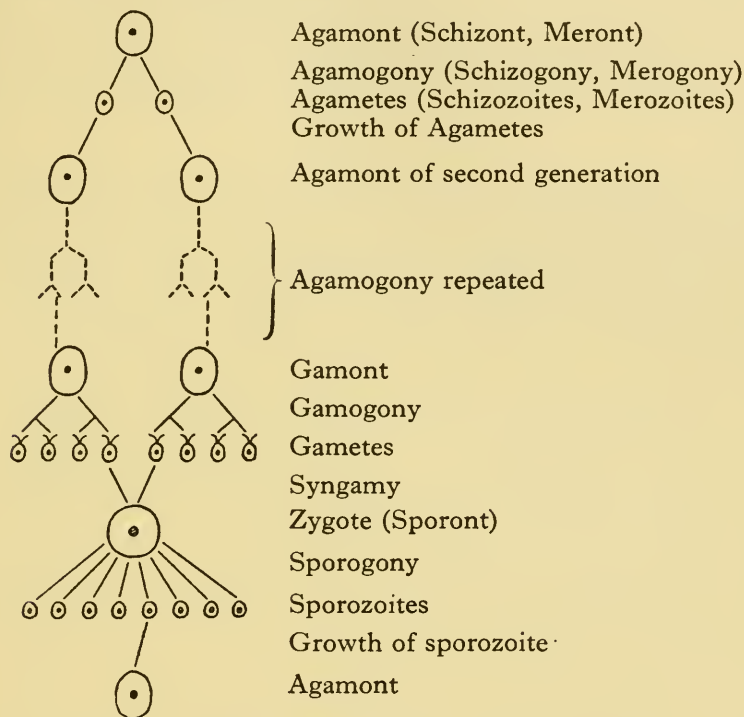 Agamont (Schizont, Meront)
Agamogony (Schizogony, Merogony)
Agametes (Schizozoites, Merozoites)
Growth of Agametes
Agamont of second generation
Agamogony repeated
Gamont
Gamogony
Gametes
Syngamy
Zygote (Sporont)
Sporogony
Sporozoites
Growth of sporozoite
Agamont